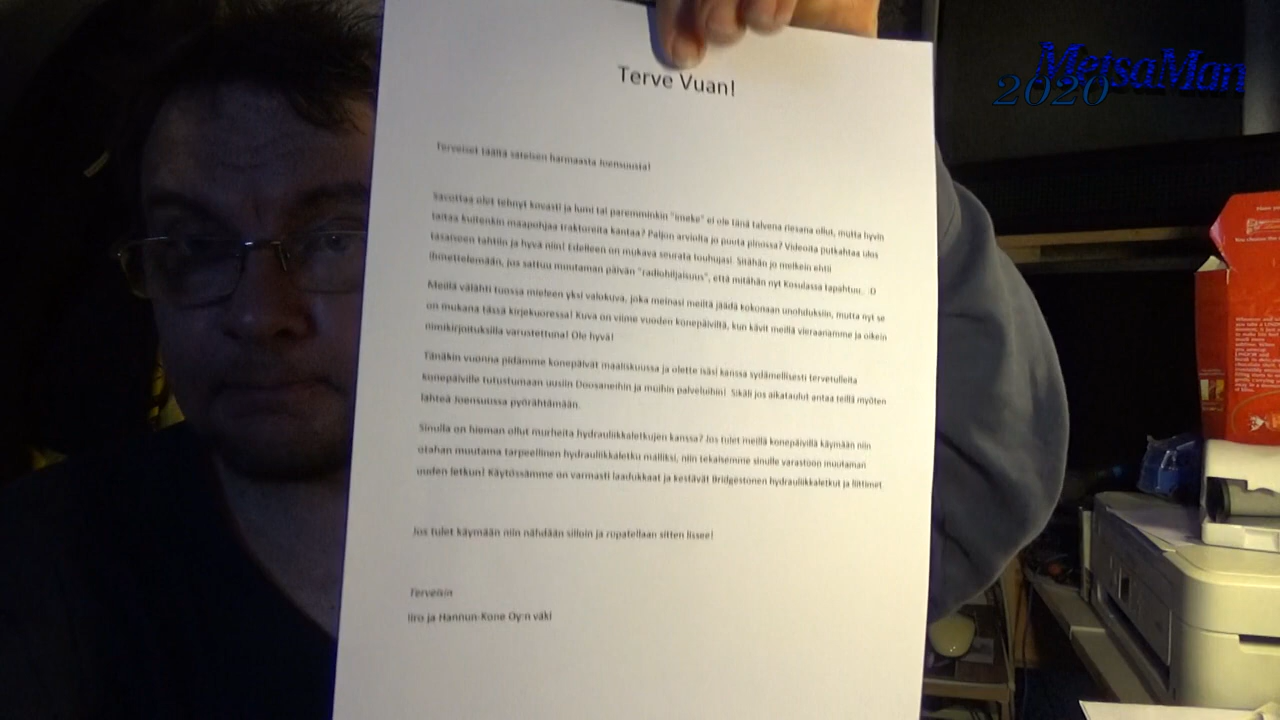 Terve Vuan!
Terveiset täältä sateisen harmaasta Joensuusta!
Savottaa olet tehnyt kovasti ja lumi tai paremminkin "imeke" ei ole tänä talvena riesana ollut, mutta hyvin
taitaa kuitenkin maapohjaa traktoreita kantaa? Paljon arviolta jo puuta pinossa? Videoita putkahtaa ulos
tasaiseen tahtiin ja hyvä niin! Edelleen on mukava seurata touhujasi. Sitähän jo melkein ehtii
ihmettelemään, jos sattuu muutaman päivän "radiohiljaisuus", että mitähän nyt Kosulassa tapahtuu. :D
Meillä välähti tuossa mieleen yksi valokuva, joka meinasi meiltä jäädä kokonaan unohduksiin, mutta nyt se
on mukana tässä kirjekuoressa! Kuva on viime vuoden konepäiviltä, kun kävit meillä vieraanamme ja oikein
nimikirjoituksilla varustettuna! Ole hyvä!
Tänäkin vuonna pidämme konepäivät maaliskuussa ja olette isäsi kanssa sydämellisesti tervetulleita
konepäiville tutustumaan uusiin Doosaneihin ja muihin palveluihin! Sikäli jos aikataulut antaa teillä myöten
lähteä Joensuussa pyörähtämään.
Sinulla on hieman ollut murheita hydrauliikkaletkujen kanssa? Jos tulet meillä konepäivillä käymään niin
otahan muutama tarpeellinen hydrauliikkaletku malliksi, niin tekaisemme sinulle varastoon muutaman
uuden letkun! Käytössämme on varmasti laadukkaat ja kestävät Bridgestonen hydrauliikkaletkut ja liittimet.
Jos tulet käymään niin nähdään silloin ja rupatellaan sitten lissee!
Terveisin
Iiro ja Hannun-Kone Oy:n väki
MetsaMan
2020